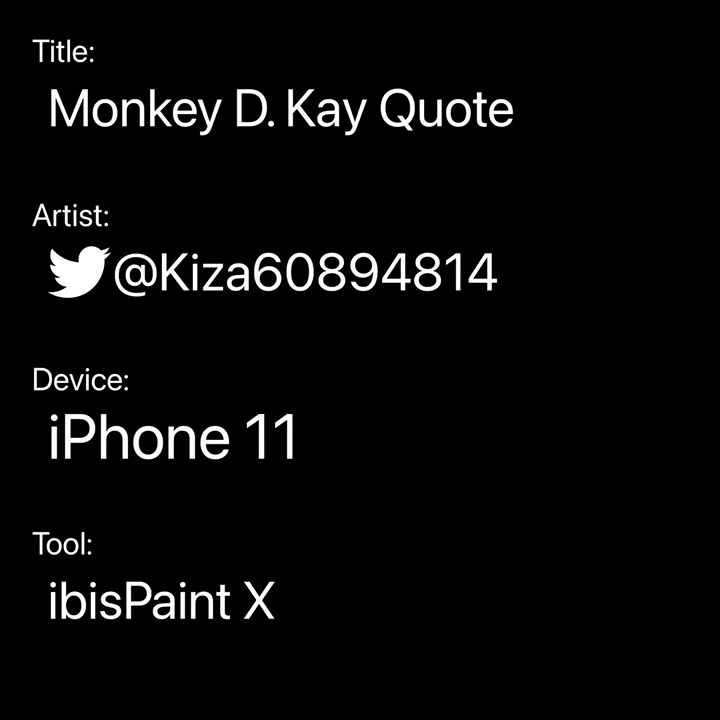 Title:
Monkey D. Kay Quote
Artist:
@Kiza60894814
Device:
iPhone 11
Tool:
ibisPaint X